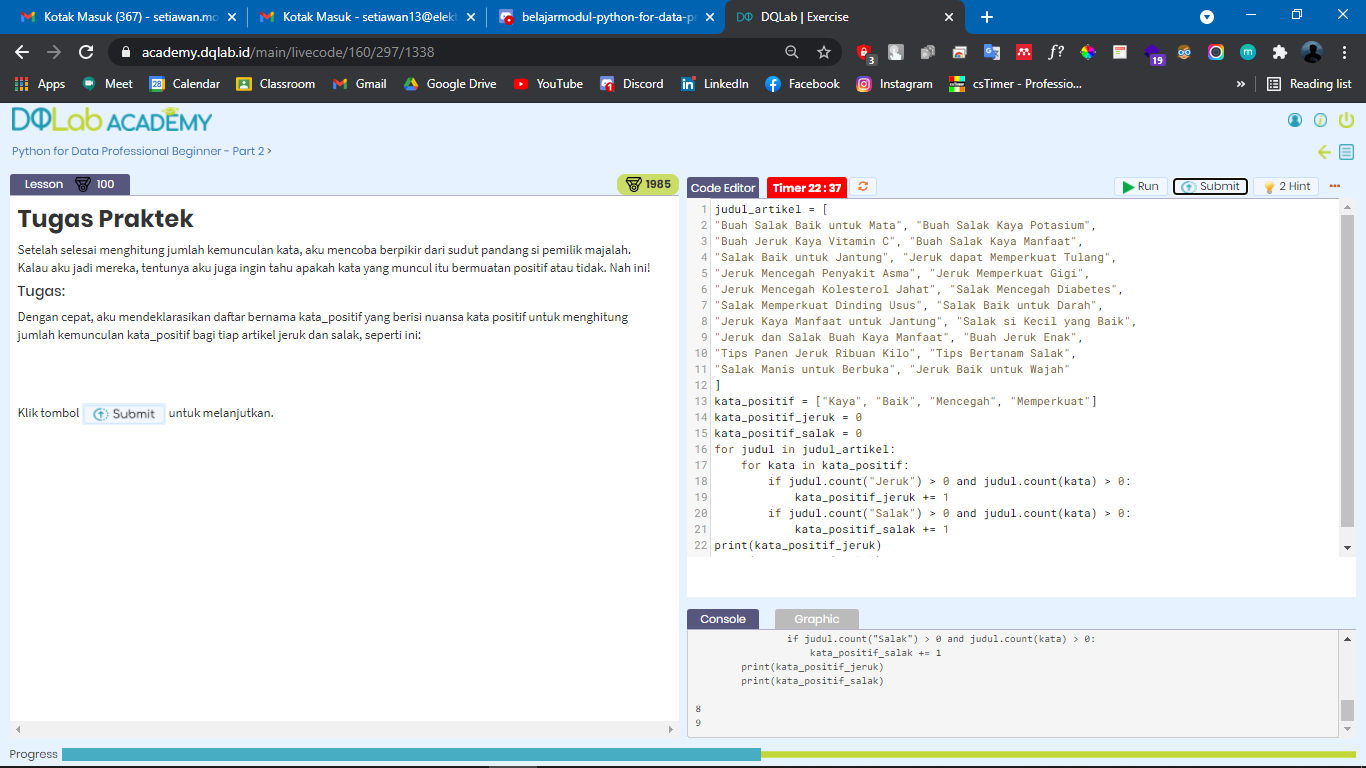 Kotak Masuk (367) - setiawan.mo
Kotak Masuk - setiawan13@elekt
belajarmodul-python-for-data-pr
DQLab | Exercise
academy.dqlab.id/main/livecode/160/297/1338
3
f?
19
Apps
Meet
28
Calendar
Classroom
Gmail
Google Drive
YouTube
Discord
LinkedIn
Facebook
Instagram
csTimer - Professio...
»
Reading list
DQLab ACADEMY
Python for Data Professional Beginner - Part 2 >
Lesson
100
1985
Tugas Praktek
Setelah selesai menghitung jumlah kemunculan kata, aku mencoba berpikir dari sudut pandang si pemilik majalah.
Kalau aku jadi mereka, tentunya aku juga ingin tahu apakah kata yang muncul itu bermuatan positif atau tidak. Nah ini!
Tugas:
Dengan cepat, aku mendeklarasikan daftar bernama kata_positif yang berisi nuansa kata positif untuk menghitung
jumlah kemunculan kata_positif bagi tiap artikel jeruk dan salak, seperti ini:
Klik tombol Submit untuk melanjutkan.
Code Editor
Timer 22 : 37
Run
Submit
2 Hint
1 judul_artikel = [
2 "Buah Salak Baik untuk Mata", "Buah Salak Kaya Potasium",
3 "Buah Jeruk Kaya Vitamin C", "Buah Salak Kaya Manfaat",
4 "Salak Baik untuk Jantung", "Jeruk dapat Memperkuat Tulang",
5 "Jeruk Mencegah Penyakit Asma", "Jeruk Memperkuat Gigi",
6 "Jeruk Mencegah Kolesterol Jahat", "Salak Mencegah Diabetes",
7 "Salak Memperkuat Dinding Usus", "Salak Baik untuk Darah",
8 "Jeruk Kaya Manfaat untuk Jantung", "Salak si Kecil yang Baik",
9 "Jeruk dan Salak Buah Kaya Manfaat", "Buah Jeruk Enak",
10 "Tips Panen Jeruk Ribuan Kilo", "Tips Bertanam Salak",
11 "Salak Manis untuk Berbuka", "Jeruk Baik untuk Wajah"
12 ]
13 kata_positif = ["Kaya", "Baik", "Mencegah", "Memperkuat"]
14 kata_positif_jeruk = 0
15 kata_positif_salak = 0
16 for judul in judul_artikel:
17 for kata in kata_positif:
18 if judul.count("Jeruk") > 0 and judul.count(kata) > 0:
19 kata_positif_jeruk += 1
20 if judul.count("Salak") > 0 and judul.count(kata) > 0:
21 kata_positif_salak += 1
22 print(kata_positif_jeruk)
Console
Graphic
if judul.count("Salak") > 0 and judul.count(kata) > 0:
kata_positif_salak += 1
print(kata_positif_jeruk)
print(kata_positif_salak)
8
9
Progress